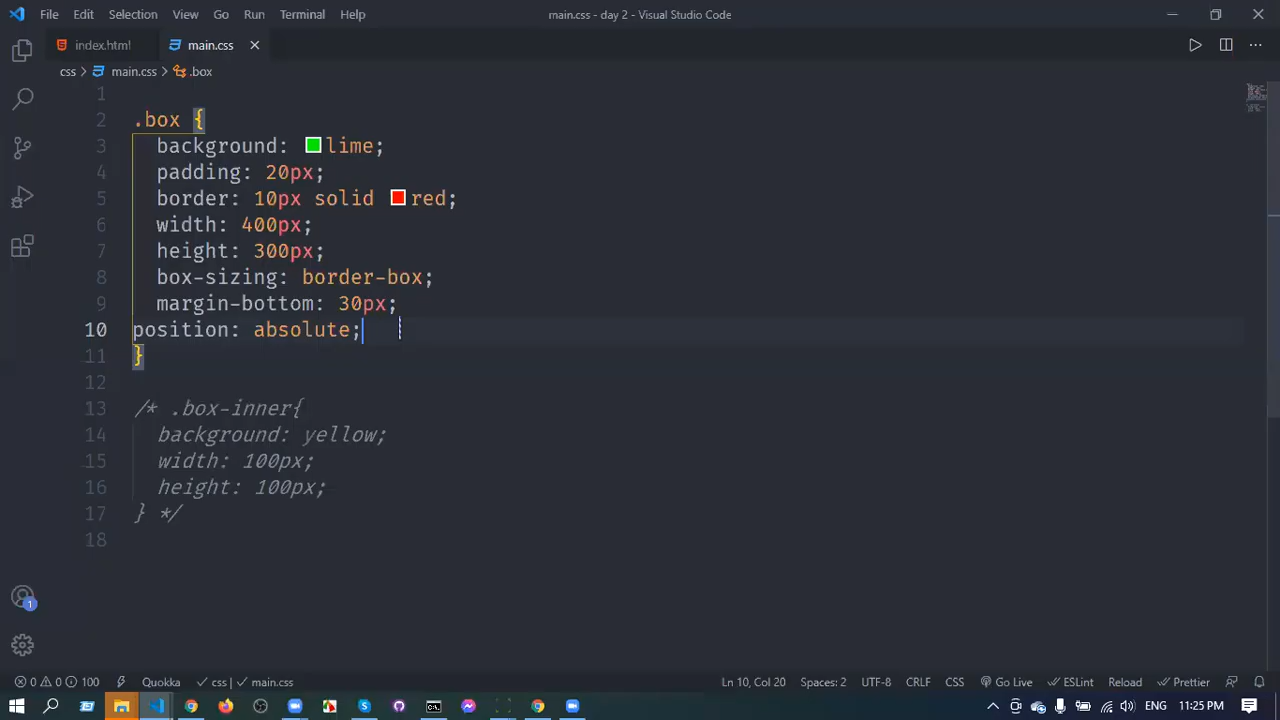 File Edit Selection View Go Run Terminal Help main.css - day 2 - Visual Studio Code
index.html main.css
css > main.css > .box
1
2 .box {
3 background: lime;
4 padding: 20px;
5 border: 10px solid red;
6 width: 400px;
7 height: 300px;
8 box-sizing: border-box;
9 margin-bottom: 30px;
10 position: absolute;
11 }
12
13 /* .box-inner{
14 background: yellow;
15 width: 100px;
16 height: 100px;
17 } */
18
1
0 0 100 Quokka css | main.css Ln 10, Col 20 Spaces: 2 UTF-8 CRLF CSS Go Live ESLint Reload Prettier
ENG 11:25 PM